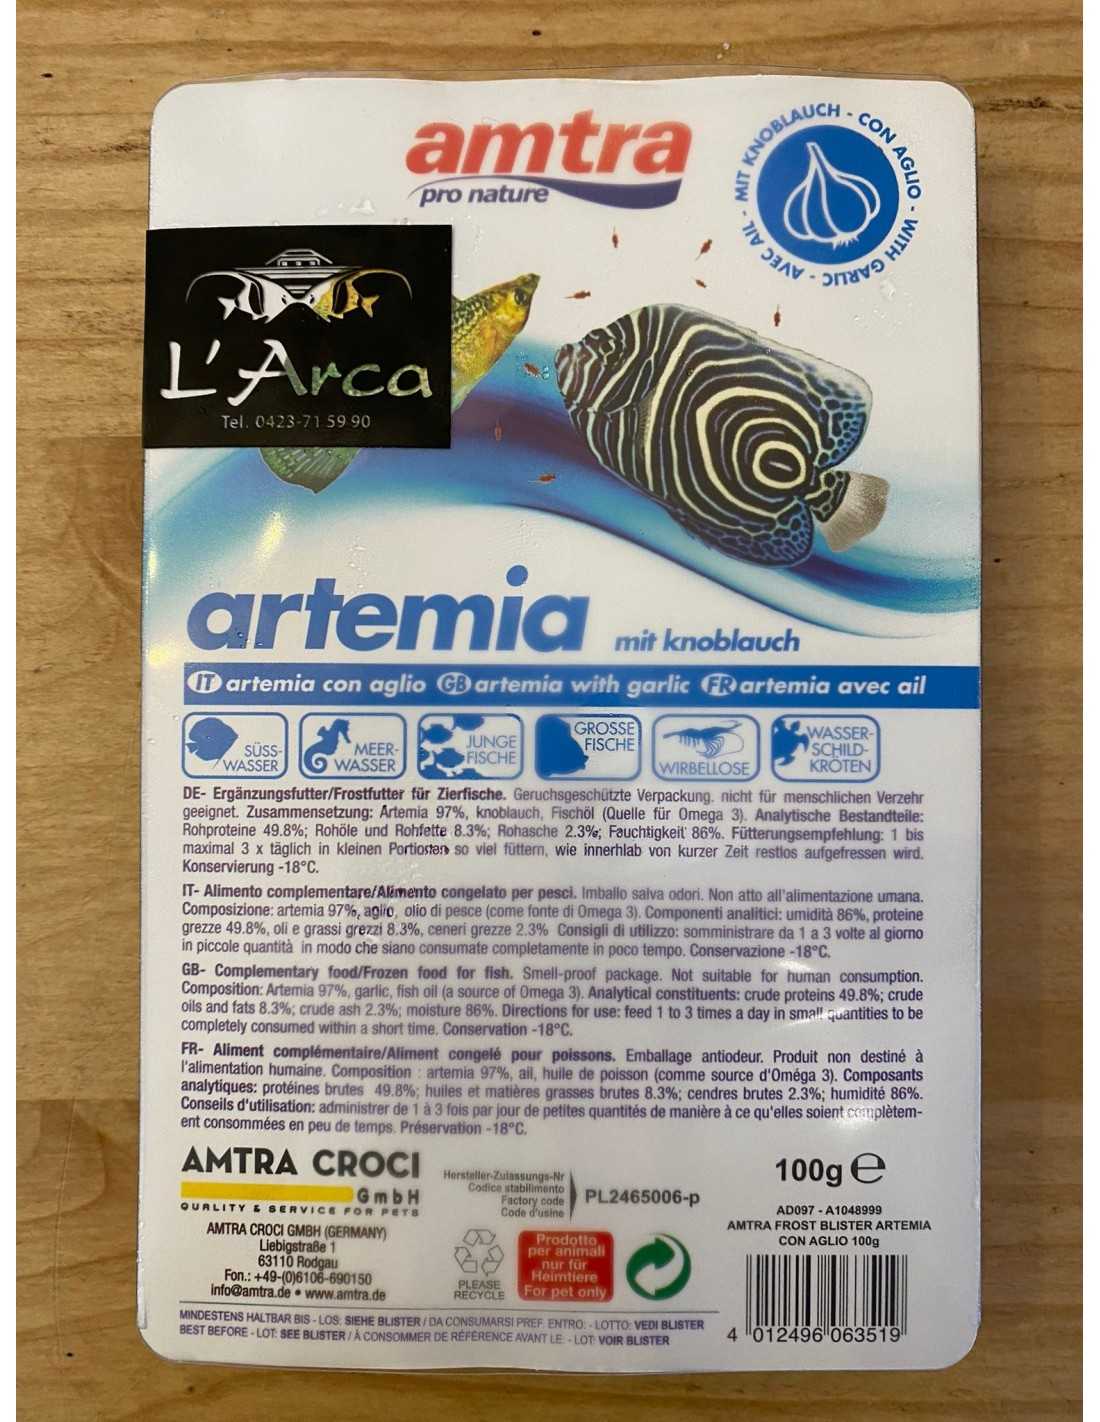 amtra
pro nature
MIT KNOBLAUCH - CON AGLIO - WITH GARLIC - AVEC AIL -
L'Arca
Tel. 0423-71 59 90
artemia mit knoblauch
IT artemia con aglio GB artemia with garlic FR artemia avec ail
SÜSS-
WASSER
MEER-
WASSER
JUNGE
FISCHE
GROSSE
FISCHE
WIRBELLOSE
WASSER-
SCHILD-
KRÖTEN
DE- Ergänzungsfutter/Frostfutter für Zierfische. Geruchsgeschützte Verpackung. nicht für menschlichen Verzehr
geeignet. Zusammensetzung: Artemia 97%, knoblauch, Fischöl (Quelle für Omega 3). Analytische Bestandteile:
Rohproteine 49.8%; Rohöle und Rohfette 8.3%; Rohasche 2.3%; Feuchtigkeit 86%. Fütterungsempfehlung: 1 bis
maximal 3 x täglich in kleinen Portiosten so viel füttern, wie innerhlab von kurzer Zeit restlos aufgefressen wird.
Konservierung -18°C.
IT- Alimento complementare/Alimento congelato per pesci. Imballo salva odori. Non atto all'alimentazione umana.
Composizione: artemia 97%, aglio, olio di pesce (come fonte di Omega 3). Componenti analitici: umidità 86%, proteine
grezze 49.8%, oli e grassi grezzi 8.3%, ceneri grezze 2.3% Consigli di utilizzo: somministrare da 1 a 3 volte al giorno
in piccole quantità in modo che siano consumate completamente in poco tempo. Conservazione -18°C.
GB- Complementary food/Frozen food for fish. Smell-proof package. Not suitable for human consumption.
Composition: Artemia 97%, garlic, fish oil (a source of Omega 3). Analytical constituents: crude proteins 49.8%; crude
oils and fats 8.3%; crude ash 2.3%; moisture 86%. Directions for use: feed 1 to 3 times a day in small quantities to be
completely consumed within a short time. Conservation -18°C.
FR- Aliment complémentaire/Aliment congelé pour poissons. Emballage antiodeur. Produit non destiné à
l'alimentation humaine. Composition : artemia 97%, ail, huile de poisson (comme source d'Oméga 3). Composants
analytiques: protéines brutes 49.8%; huiles et matières grasses brutes 8.3%; cendres brutes 2.3%; humidité 86%.
Conseils d'utilisation: administrer de 1 à 3 fois par jour de petites quantités de manière à ce qu'elles soient complètem-
ent consommées en peu de temps. Préservation -18°C.
AMTRA CROCI
GmbH
QUALITY & SERVICE FOR PETS
AMTRA CROCI GMBH (GERMANY)
Liebigstraße 1
63110 Rodgau
Fon.: +49-(0)6106-690150
info@amtra.de • www.amtra.de
Hersteller-Zulassungs-Nr
Codice stabilimento
Factory code
Code d'usine
PL2465006-p
PLEASE
RECYCLE
Prodotto
per animali
nur für
Heimtiere
For pet only
100g e
AD097 - A1048999
AMTRA FROST BLISTER ARTEMIA
CON AGLIO 100g
4 012496 063519
MINDESTENS HALTBAR BIS - LOS: SIEHE BLISTER / DA CONSUMARSI PREF. ENTRO: - LOTTO: VEDI BLISTER
BEST BEFORE - LOT: SEE BLISTER / À CONSOMMER DE RÉFÉRENCE AVANT LE: - LOT: VOIR BLISTER